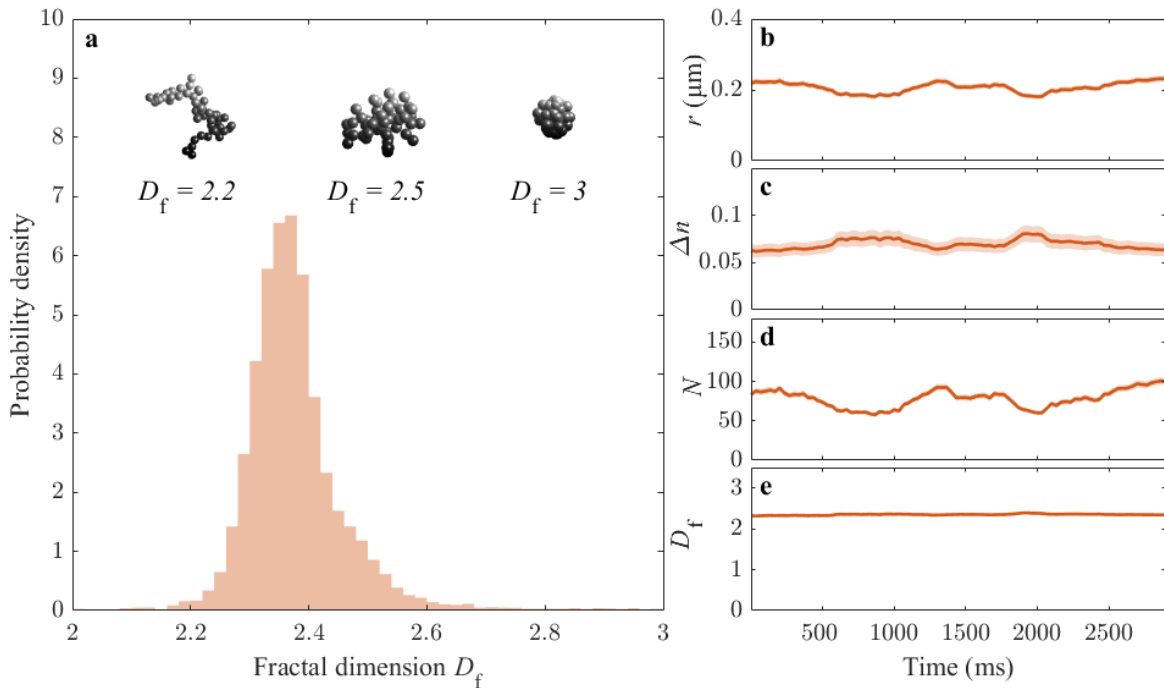 a
D_f = 2.2
D_f = 2.5
D_f = 3
Probability density
10
9
8
7
6
5
4
3
2
1
0
2
2.2
2.4
2.6
2.8
3
Fractal dimension D_f
b
r (μm)
0.4
0.2
0
c
Δn
0.1
0.05
0
d
N
150
100
50
0
e
D_f
3
2
1
0
500
1000
1500
2000
2500
Time (ms)